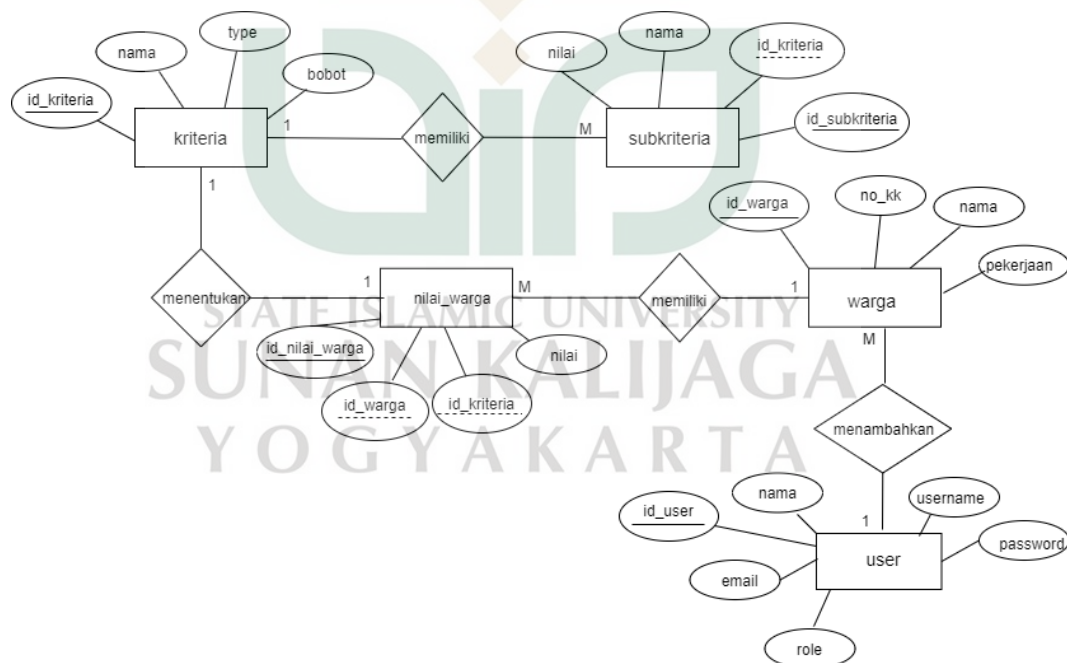 type
nama
bobot
id_kriteria
kriteria
1
memiliki
M
nilai
nama
id_kriteria
id_subkriteria
subkriteria
1
menentukan
1
nilai_warga
M
memiliki
1
id_warga
no_kk
nama
pekerjaan
warga
M
id_nilai_warga
id_warga
id_kriteria
nilai
menambahkan
1
id_user
nama
username
password
user
email
role
STATE ISLAMIC UNIVERSITY
SUNAN KALIJAGA
YOGYAKARTA